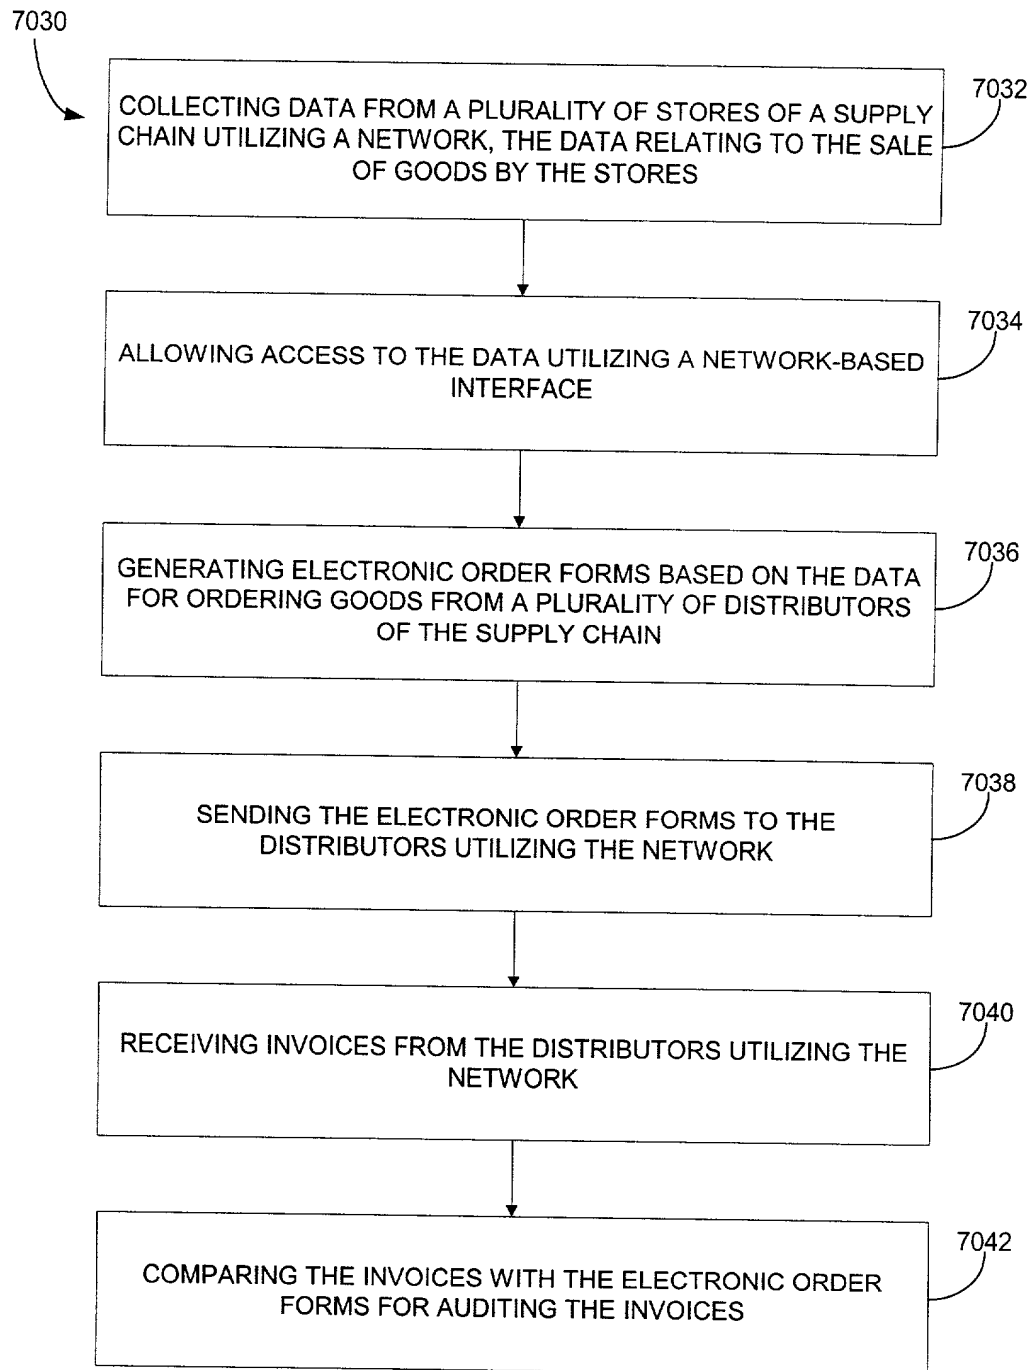 7030
COLLECTING DATA FROM A PLURALITY OF STORES OF A SUPPLY
CHAIN UTILIZING A NETWORK, THE DATA RELATING TO THE SALE
OF GOODS BY THE STORES
7032
ALLOWING ACCESS TO THE DATA UTILIZING A NETWORK-BASED
INTERFACE
7034
GENERATING ELECTRONIC ORDER FORMS BASED ON THE DATA
FOR ORDERING GOODS FROM A PLURALITY OF DISTRIBUTORS
OF THE SUPPLY CHAIN
7036
SENDING THE ELECTRONIC ORDER FORMS TO THE
DISTRIBUTORS UTILIZING THE NETWORK
7038
RECEIVING INVOICES FROM THE DISTRIBUTORS UTILIZING THE
NETWORK
7040
COMPARING THE INVOICES WITH THE ELECTRONIC ORDER
FORMS FOR AUDITING THE INVOICES
7042